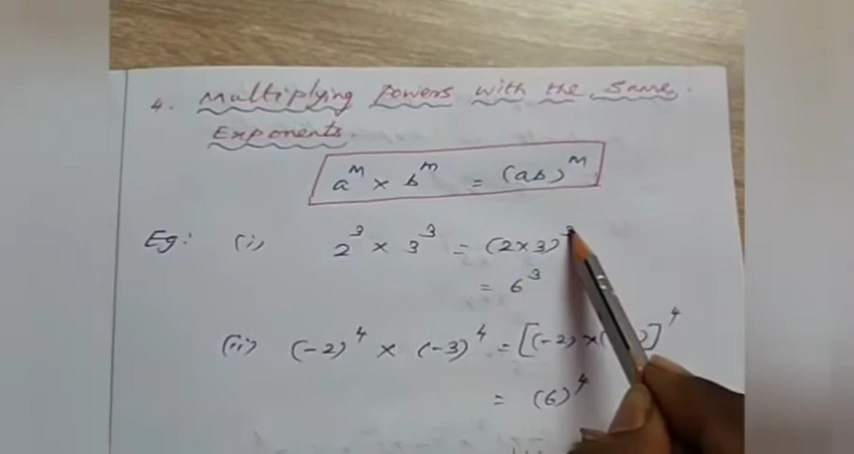 4. Multiplying Powers with the same
Exponents.
a^m × b^m = (ab)^m
Eg: (i) 2^3 × 3^3 = (2×3)^3
= 6^3
(ii) (-2)^4 × (-3)^4 = [(-2)×( )]^4
= (6)^4